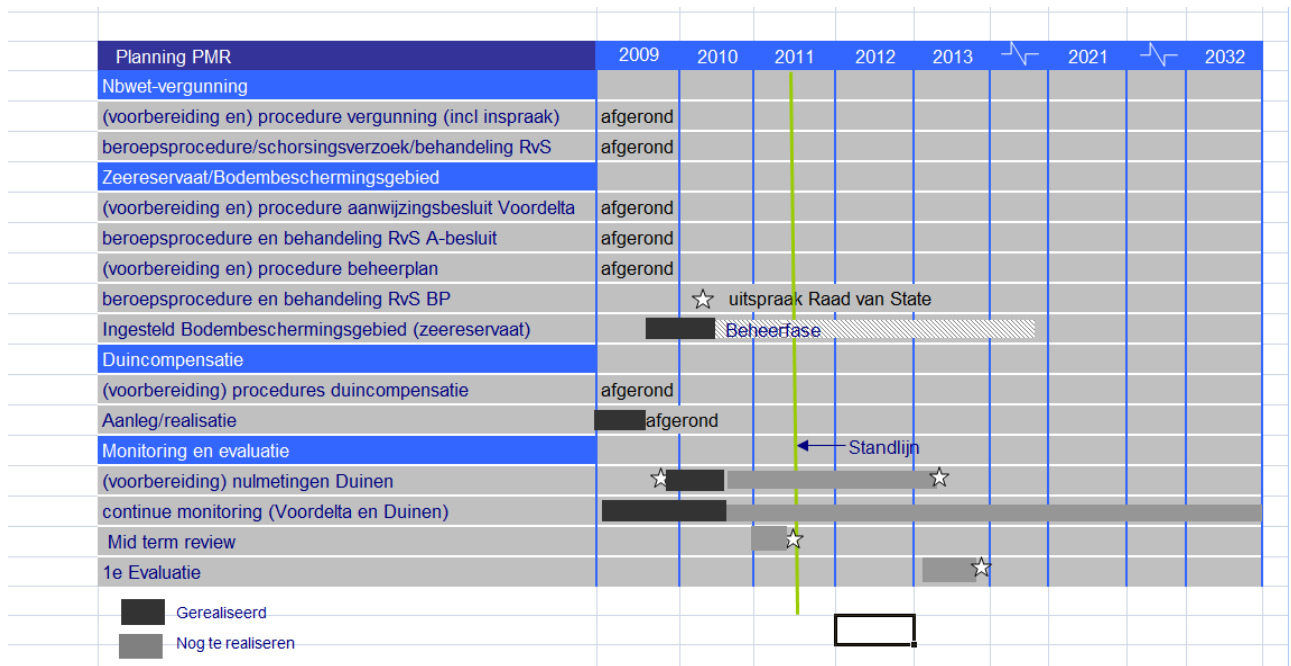 Planning PMR 2009 2010 2011 2012 2013 2021 2032
Nbwet-vergunning
(voorbereiding en) procedure vergunning (incl inspraak) afgerond
beroepsprocedure/schorsingsverzoek/behandeling RvS afgerond
Zeereservaat/Bodembeschermingsgebied
(voorbereiding en) procedure aanwijzingsbesluit Voordelta afgerond
beroepsprocedure en behandeling RvS A-besluit afgerond
(voorbereiding en) procedure beheerplan afgerond
beroepsprocedure en behandeling RvS BP uitspraak Raad van State
Ingesteld Bodembeschermingsgebied (zeereservaat) Beheerfase
Duincompensatie
(voorbereiding) procedures duincompensatie afgerond
Aanleg/realisatie afgerond
Monitoring en evaluatie Standlijn
(voorbereiding) nulmetingen Duinen
continue monitoring (Voordelta en Duinen)
Mid term review
1e Evaluatie
Gerealiseerd
Nog te realiseren